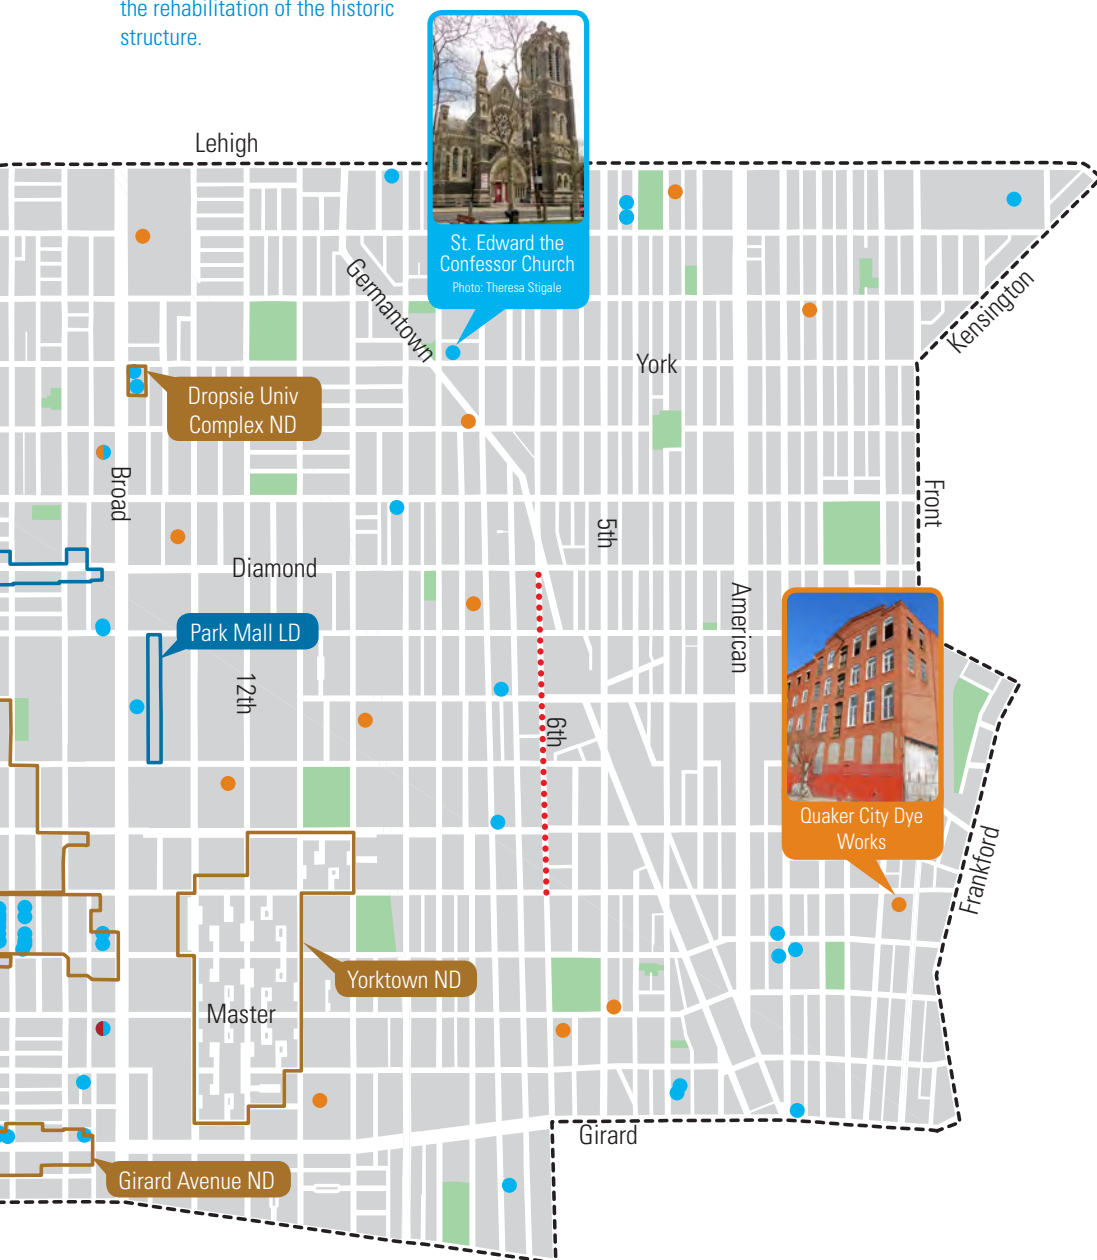 the rehabilitation of the historic
structure.
Lehigh
St. Edward the
Confessor Church
Photo: Theresa Stigale
Germantown
Kensington
York
Dropsie Univ
Complex ND
Broad
Front
5th
Diamond
American
Park Mall LD
12th
6th
Quaker City Dye
Works
Frankford
Yorktown ND
Master
Girard
Girard Avenue ND